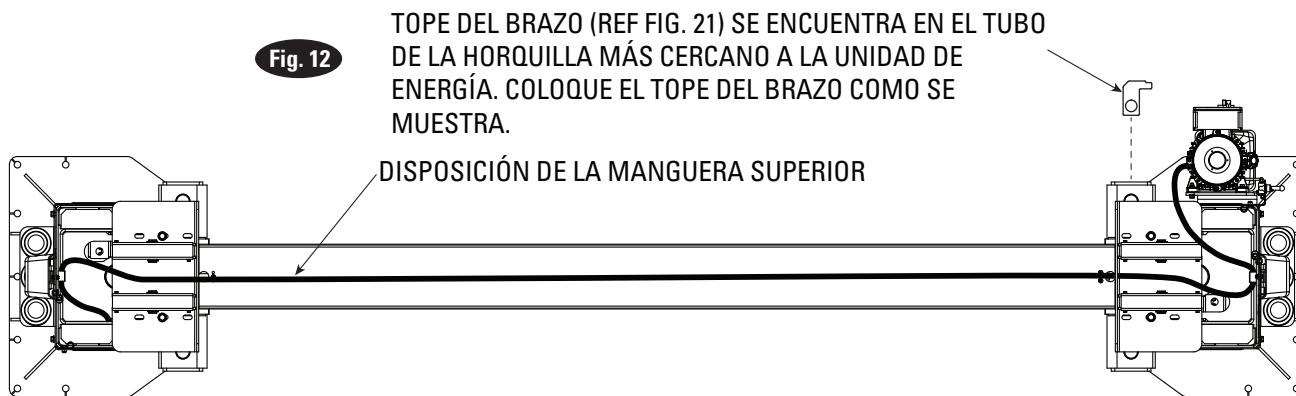 Fig. 12
TOPE DEL BRAZO (REF FIG. 21) SE ENCUENTRA EN EL TUBO
DE LA HORQUILLA MÁS CERCANO A LA UNIDAD DE
ENERGÍA. COLOQUE EL TOPE DEL BRAZO COMO SE
MUESTRA.
DISPOSICIÓN DE LA MANGUERA SUPERIOR